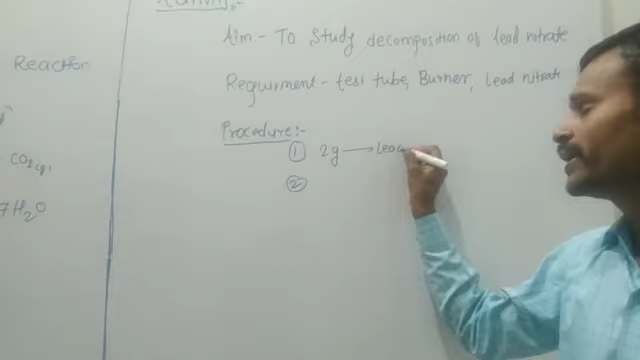 Reaction
CO2(g)
7H2O
Aim - To Study decomposition of lead nitrate
Requirment - test tube, Burner, Lead nitrate
Procedure:-
① 2g → Lea
②